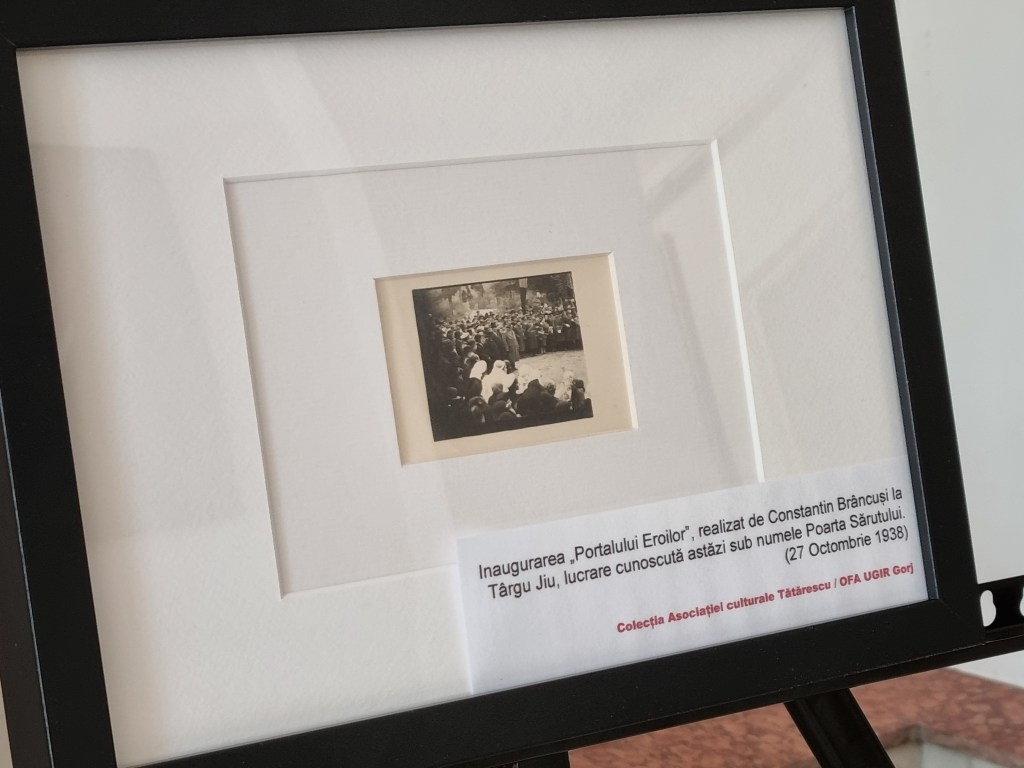 Inaugurarea „Portalului Eroilor”, realizat de Constantin Brâncuși la
Târgu Jiu, lucrare cunoscută astăzi sub numele Poarta Sărutului.
(27 Octombrie 1938)
Colecția Asociației culturale Tătărescu / OFA UGIR Gorj